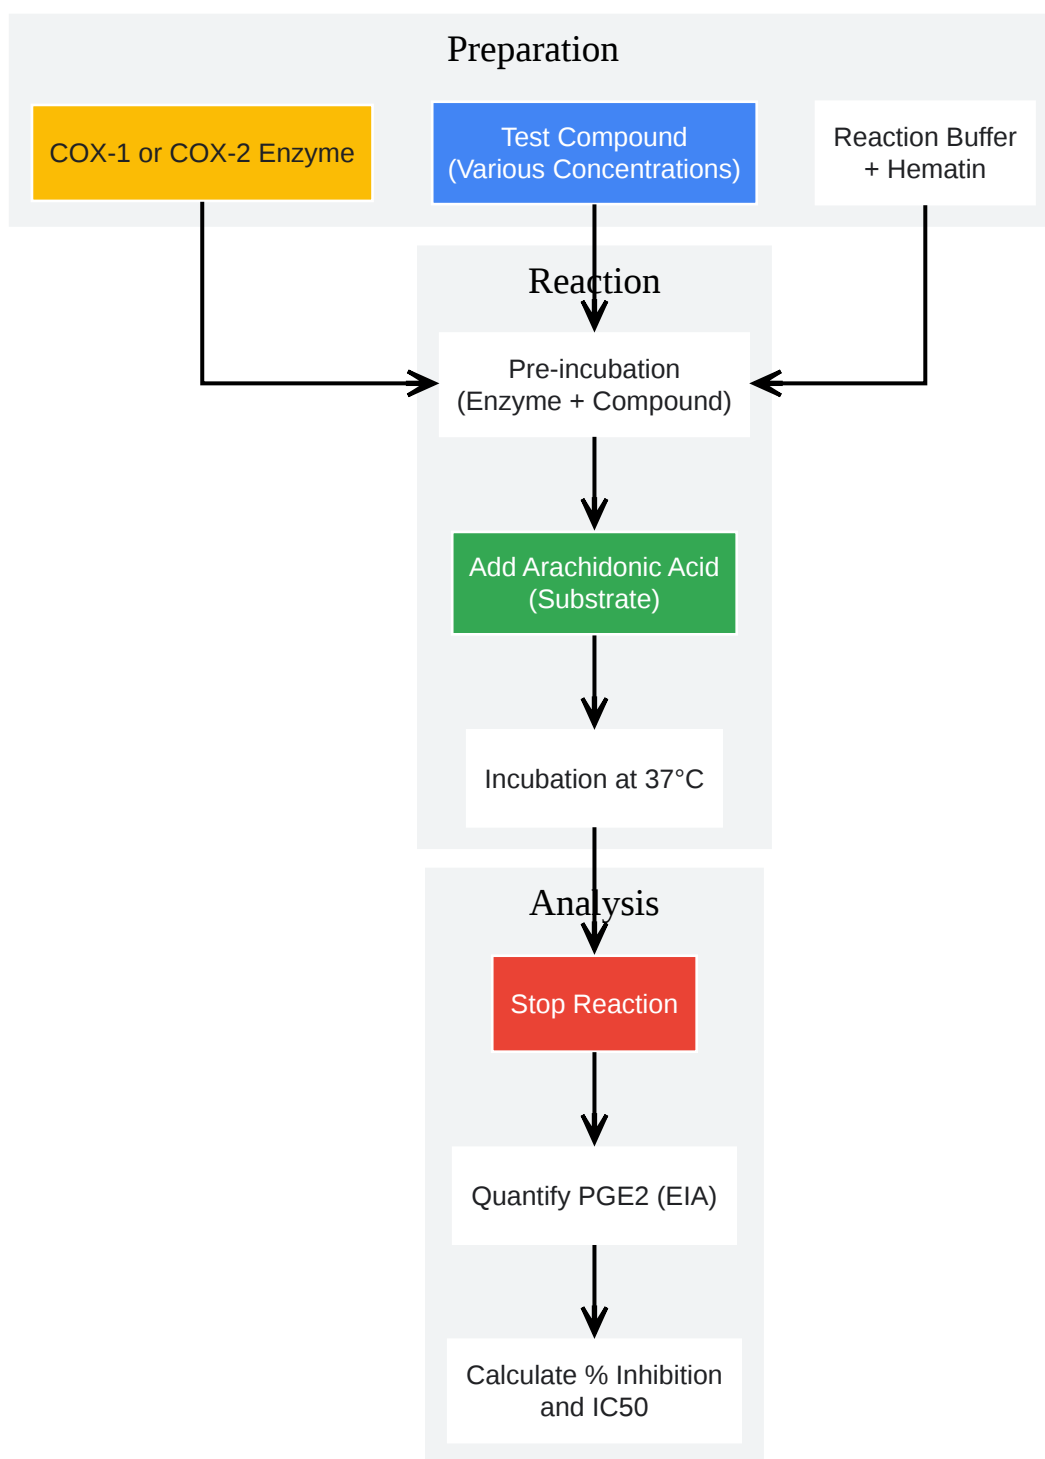 Preparation
COX-1 or COX-2 Enzyme
Test Compound
(Various Concentrations)
Reaction Buffer
+ Hematin
Reaction
Pre-incubation
(Enzyme + Compound)
Add Arachidonic Acid
(Substrate)
Incubation at 37°C
Analysis
Stop Reaction
Quantify PGE2 (EIA)
Calculate % Inhibition
and IC50